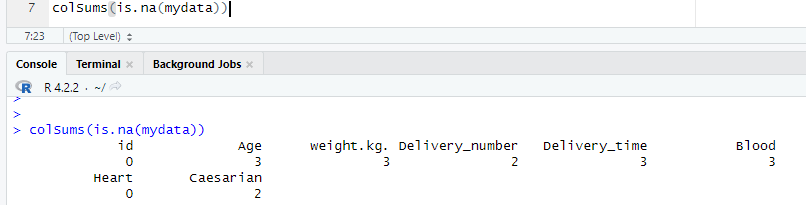 7 colSums(is.na(mydata))
7:23 (Top Level)
Console Terminal Background Jobs
R R 4.2.2 · ~/
>
>
> colSums(is.na(mydata))
id Age weight.kg. Delivery_number Delivery_time Blood
0 3 3 2 3 3
Heart Caesarian
0 2